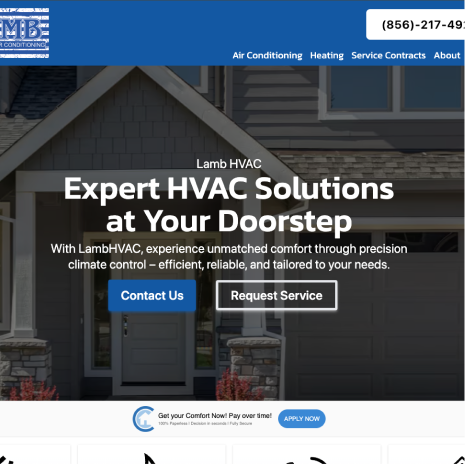 (856)-217-49
MB
R CONDITIONING
Air Conditioning Heating Service Contracts About
Lamb HVAC
Expert HVAC Solutions
at Your Doorstep
With LambHVAC, experience unmatched comfort through precision
climate control – efficient, reliable, and tailored to your needs.
Contact Us Request Service
Get your Comfort Now! Pay over time!
100% Paperless | Decision in seconds | Fully Secure
APPLY NOW